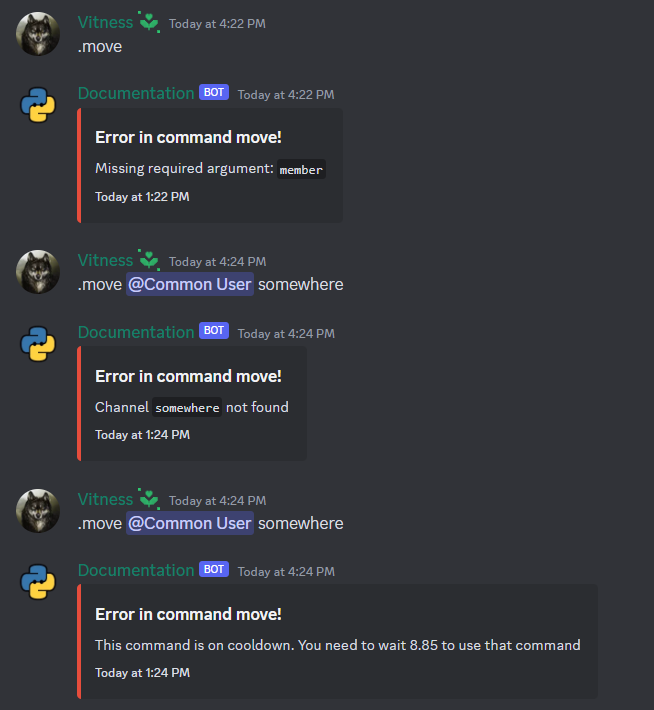 Vitness Today at 4:22 PM
.move
Documentation BOT Today at 4:22 PM
Error in command move!
Missing required argument: member
Today at 1:22 PM
Vitness Today at 4:24 PM
.move @Common User somewhere
Documentation BOT Today at 4:24 PM
Error in command move!
Channel somewhere not found
Today at 1:24 PM
Vitness Today at 4:24 PM
.move @Common User somewhere
Documentation BOT Today at 4:24 PM
Error in command move!
This command is on cooldown. You need to wait 8.85 to use that command
Today at 1:24 PM